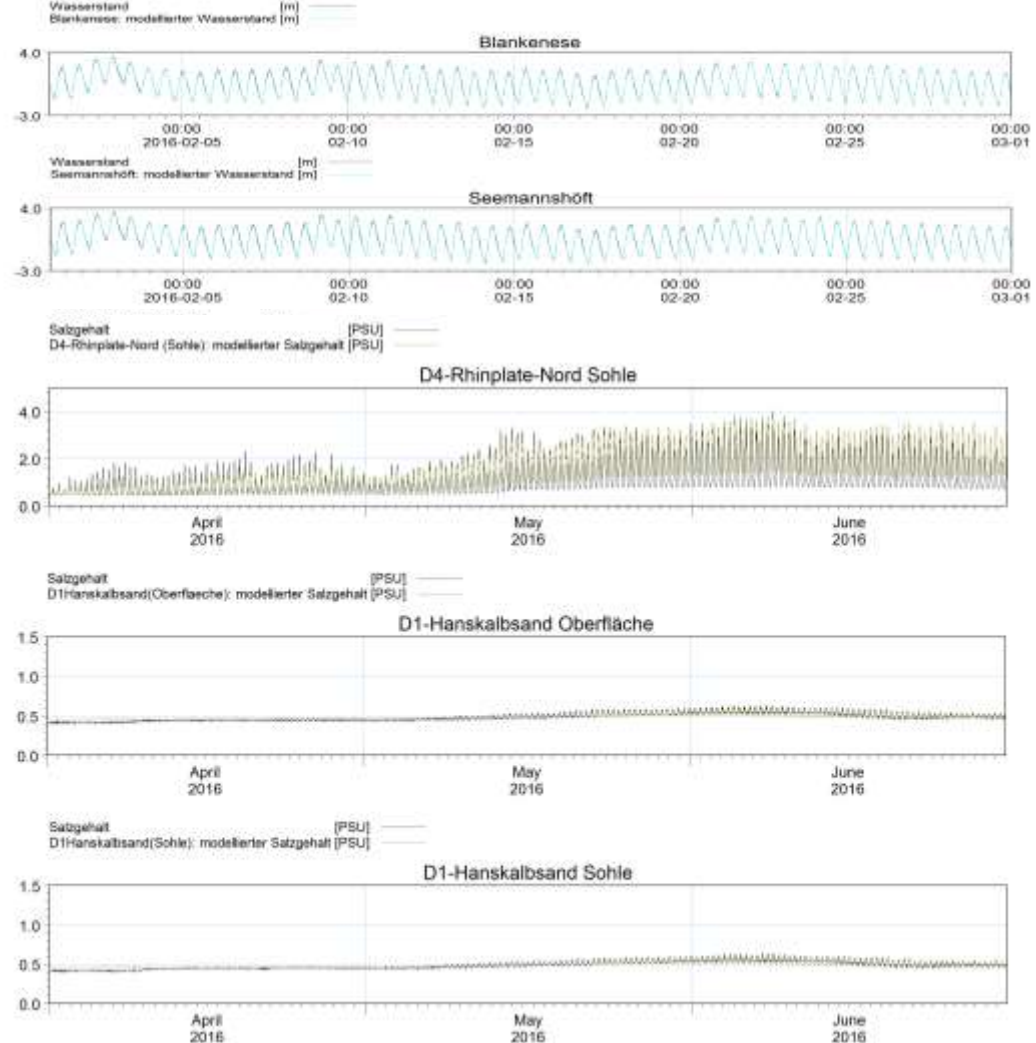 Wasserstand [m]
Blankenese: modellierter Wasserstand [m]
Blankenese
4.0
-3.0
00:00 00:00 00:00 00:00 00:00 00:00
2016-02-05 02-10 02-15 02-20 02-25 03-01
Wasserstand [m]
Seemannshöft: modellierter Wasserstand [m]
Seemannshöft
4.0
-3.0
00:00 00:00 00:00 00:00 00:00 00:00
2016-02-05 02-10 02-15 02-20 02-25 03-01
Salzgehalt [PSU]
D4-Rhinplate-Nord (Sohle): modellierter Salzgehalt [PSU]
D4-Rhinplate-Nord Sohle
4.0
2.0
0.0
April May June
2016 2016 2016
Salzgehalt [PSU]
D1Hanskalbsand(Oberflaeche): modellierter Salzgehalt [PSU]
D1-Hanskalbsand Oberfläche
1.5
1.0
0.5
0.0
April May June
2016 2016 2016
Salzgehalt [PSU]
D1Hanskalbsand(Sohle): modellierter Salzgehalt [PSU]
D1-Hanskalbsand Sohle
1.5
1.0
0.5
0.0
April May June
2016 2016 2016